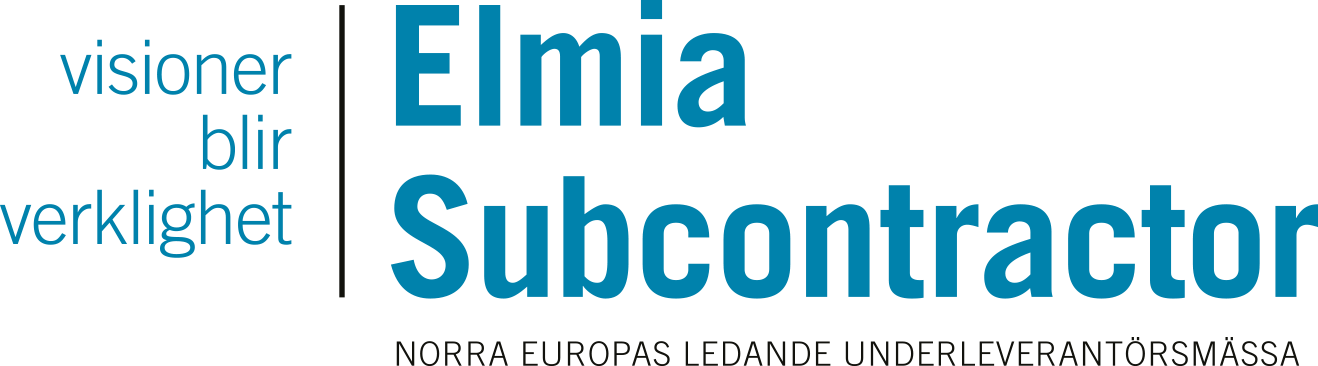 visioner
blir
verklighet
Elmia
Subcontractor
NORRA EUROPAS LEDANDE UNDERLEVERANTÖRSMÄSSA